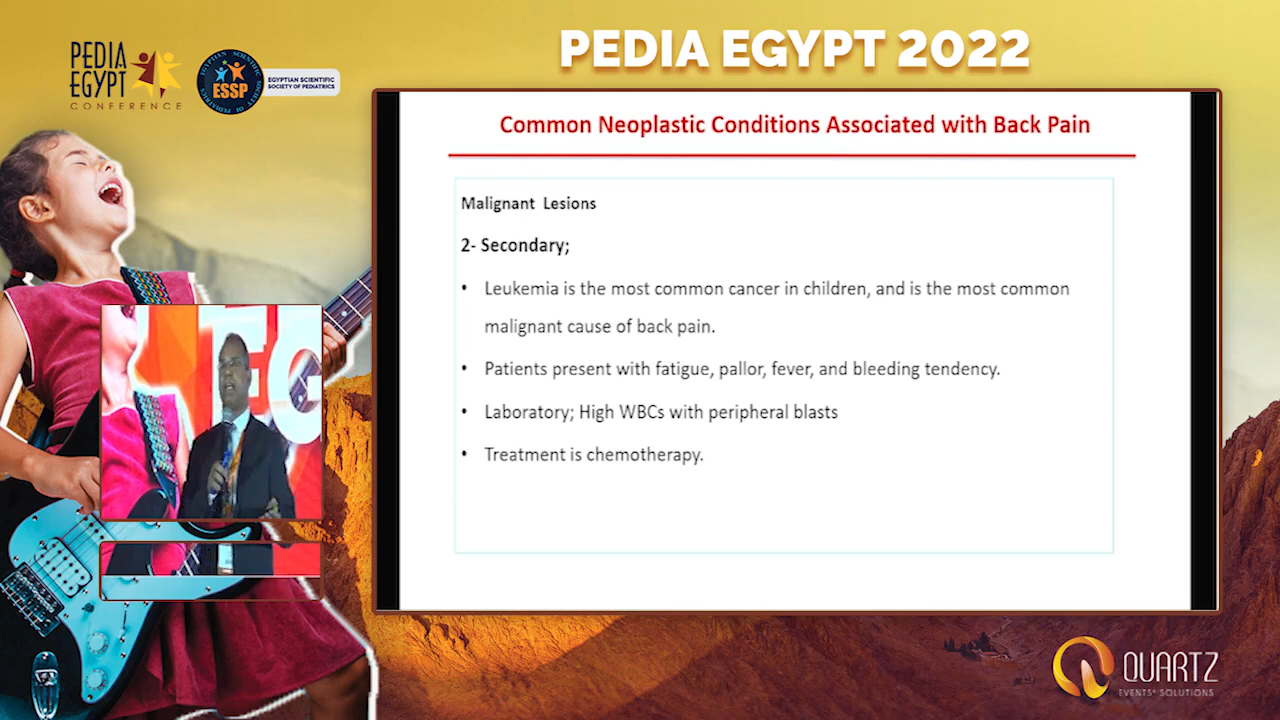 PEDIA
EGYPT
CONFERENCE
ESSP
EGYPTIAN SCIENTIFIC
SOCIETY OF PEDIATRICS
PEDIA EGYPT 2022
Common Neoplastic Conditions Associated with Back Pain
Malignant Lesions
2- Secondary;
• Leukemia is the most common cancer in children, and is the most common
malignant cause of back pain.
• Patients present with fatigue, pallor, fever, and bleeding tendency.
• Laboratory; High WBCs with peripheral blasts
• Treatment is chemotherapy.
EG
QUARTZ
EVENTS' SOLUTIONS